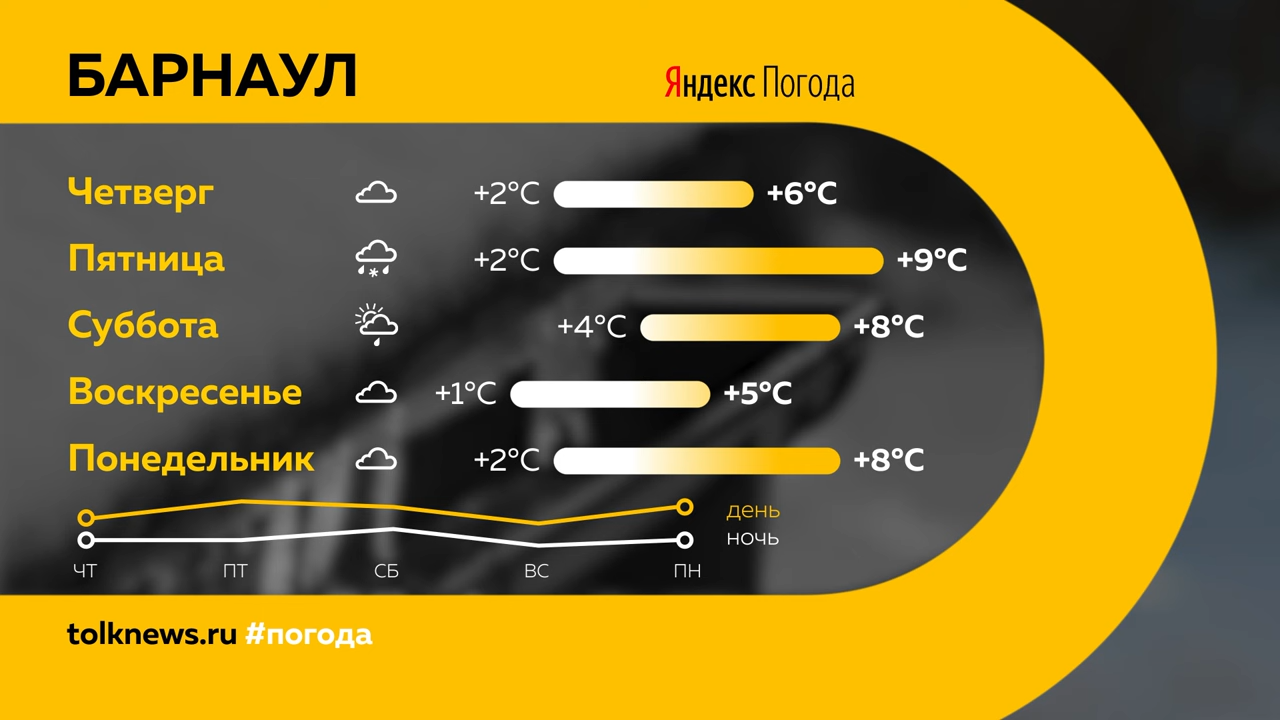 БАРНАУЛ
Яндекс Погода
Четверг +2°C +6°C
Пятница +2°C +9°C
Суббота +4°C +8°C
Воскресенье +1°C +5°C
Понедельник +2°C +8°C
день
ночь
ЧТ ПТ СБ ВС ПН
tolknews.ru #погода